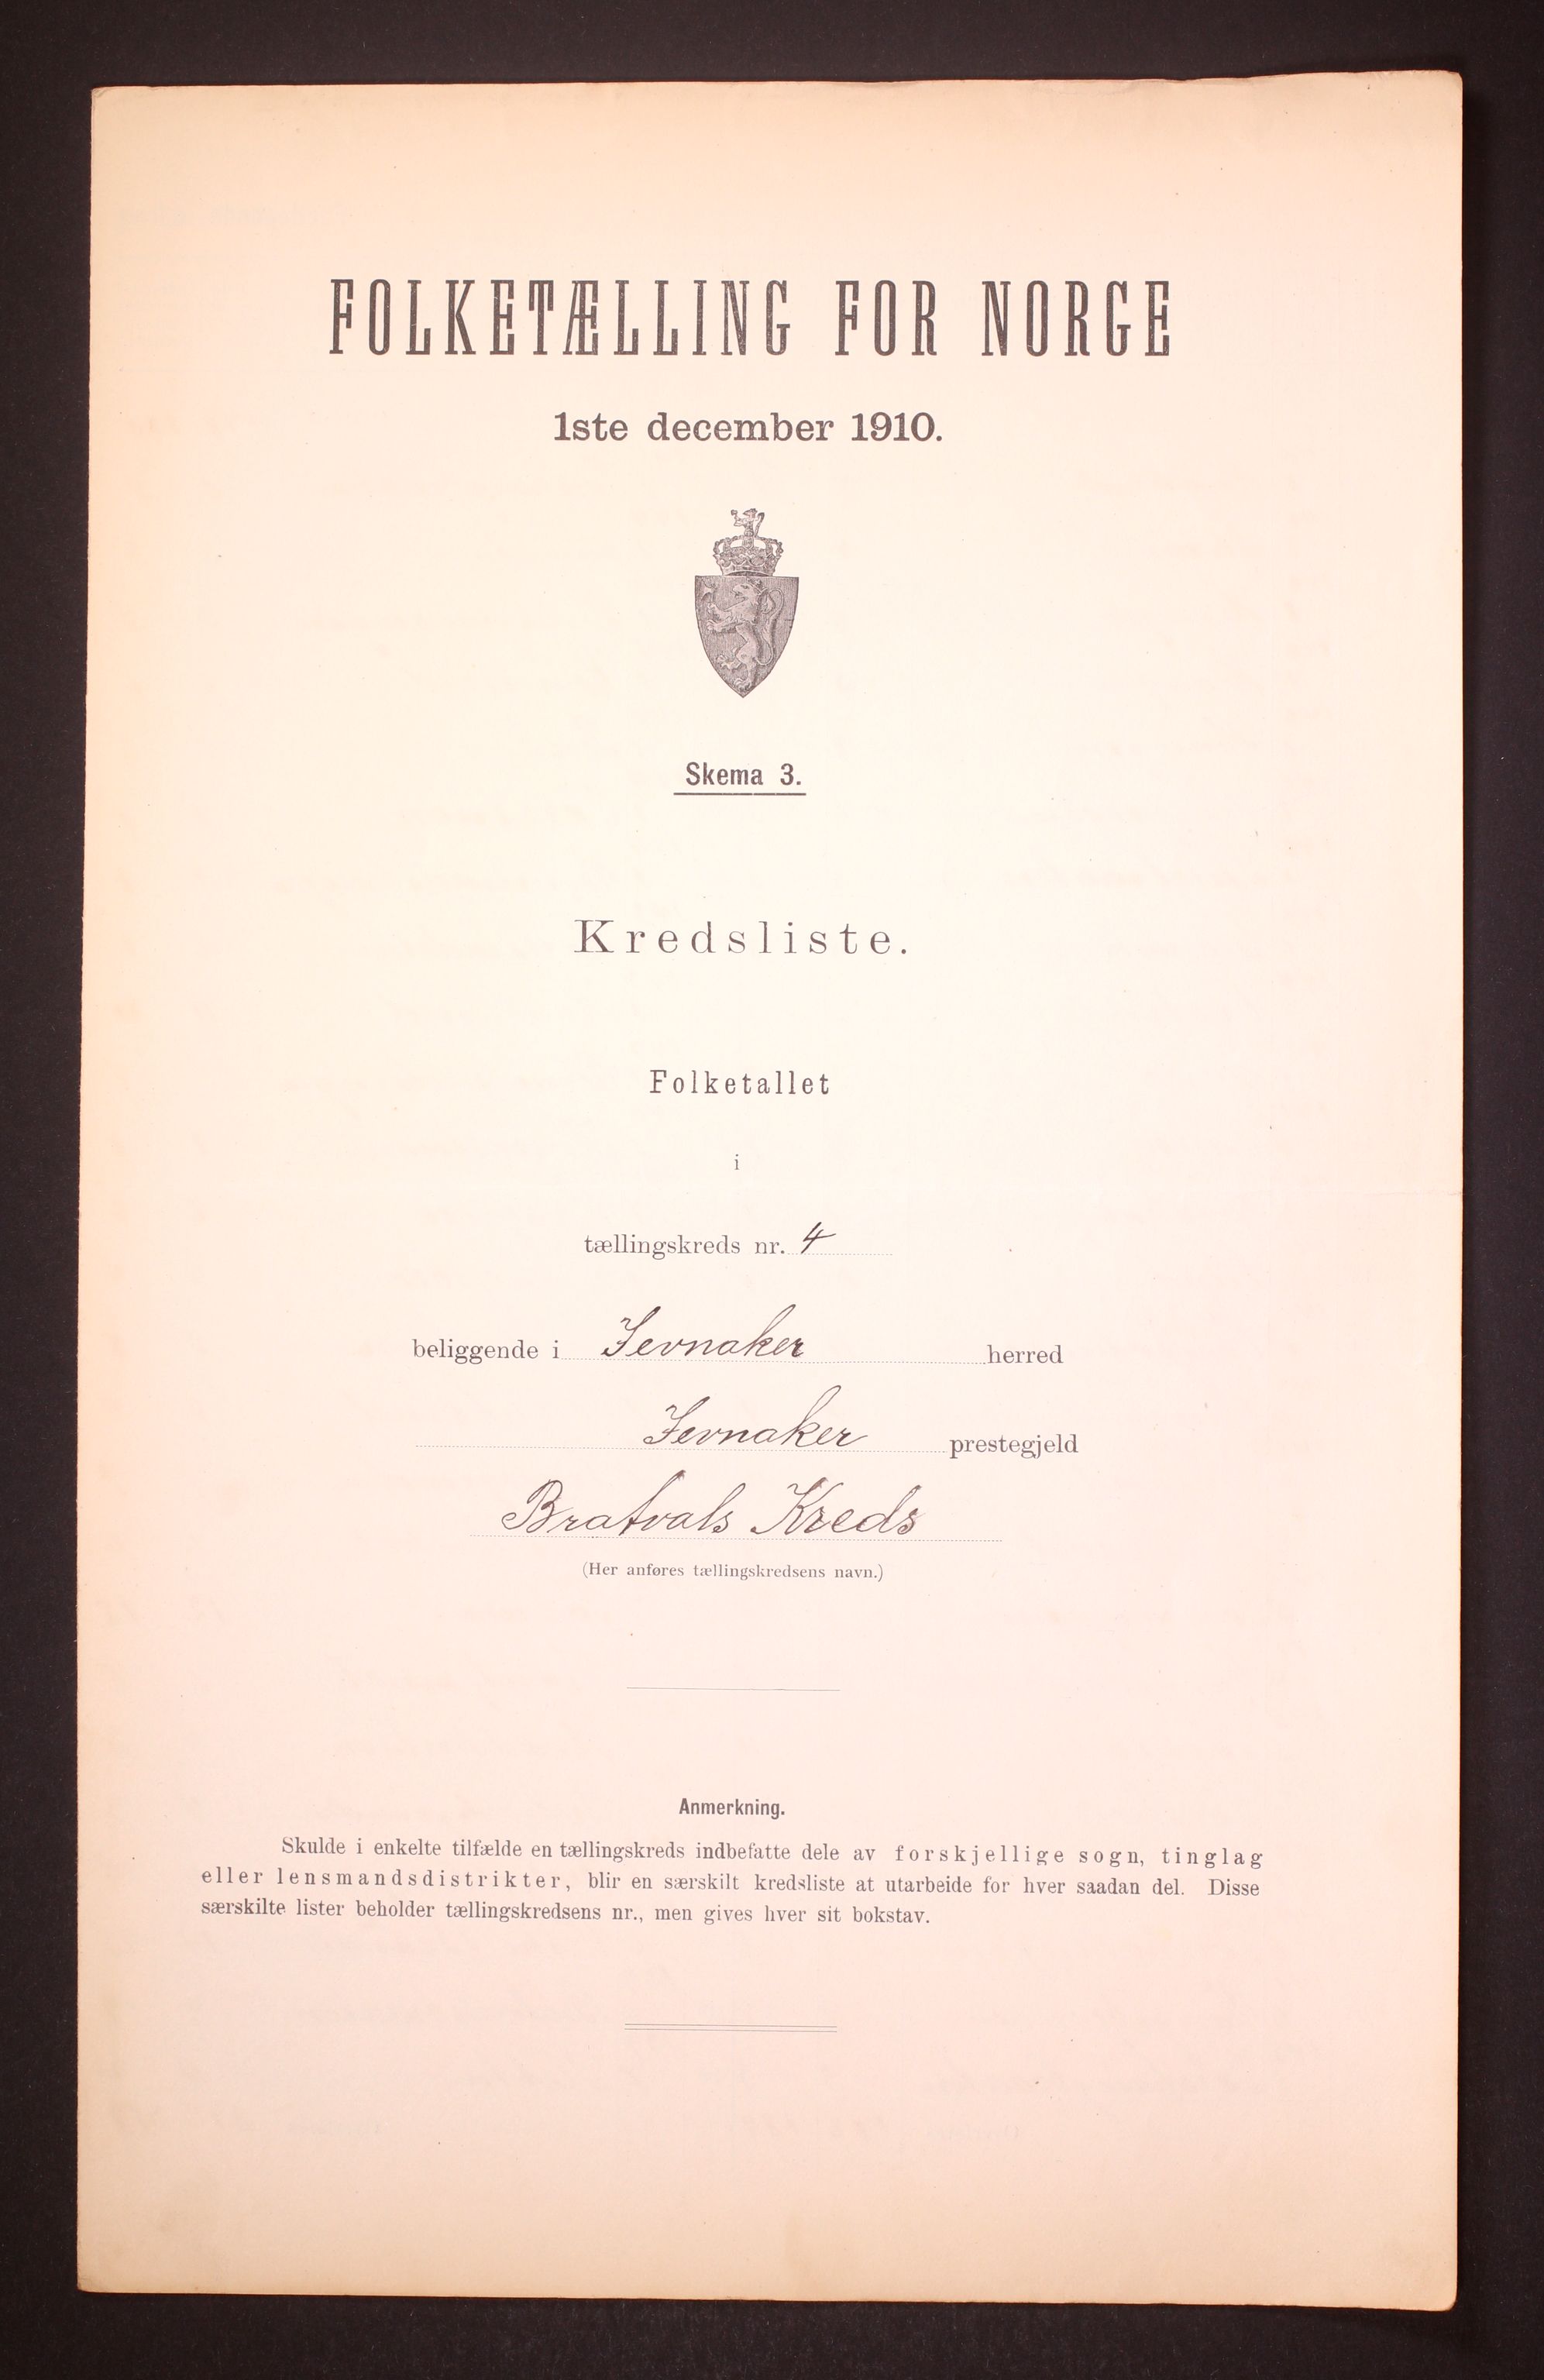 FOLKETÆLLING FOR NORGE
1ste december 1910.
Skema 3.
Kredsliste.
Folketallet
i
tællingskreds nr. 4
beliggende i Jevnaker herred
Jevnaker prestegjeld
Bratvals Kreds
(Her anføres tællingskredsens navn.)
Anmerkning.
Skulde i enkelte tilfælde en tællingskreds indbefatte dele av forskjellige sogn, tinglag
eller lensmandsdistrikter, blir en særskilt kredsliste at utarbeide for hver saadan del. Disse
særskilte lister beholder tællingskredsens nr., men gives hver sit bokstav.